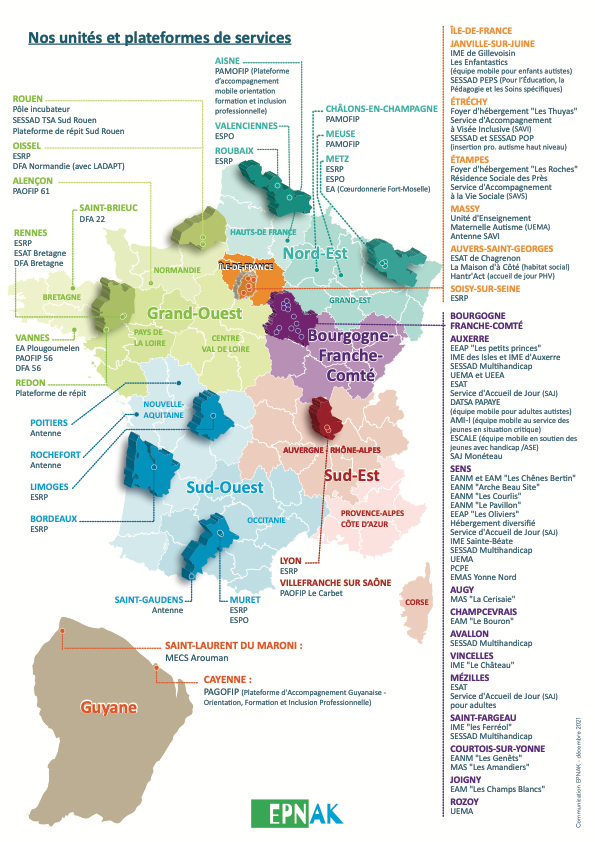 Nos unités et plateformes de services
AISNE
PAMOFIP (Plateforme
d'accompagnement
mobile orientation
formation et inclusion
professionnelle)
VALENCIENNES
ESPO
ROUBAIX
ESRP
ROUEN
Pôle incubateur
SESSAD TSA Sud Rouen
Plateforme de répit Sud Rouen
OISSEL
ESRP
DFA Normandie (avec LADAPT)
ALENÇON
PAOFIP 61
SAINT-BRIEUC
DFA 22
RENNES
ESRP
ESAT Bretagne
DFA Bretagne
VANNES
EA Plougoumelen
PAOFIP 56
DFA 56
REDON
Plateforme de répit
POITIERS
Antenne
ROCHEFORT
Antenne
LIMOGES
ESRP
BORDEAUX
ESRP
SAINT-GAUDENS
Antenne
MURET
ESRP
ESPO
LYON
ESRP
VILLEFRANCHE SUR SAÔNE
PAOFIP Le Carbet
CHÂLONS-EN-CHAMPAGNE
PAMOFIP
MEUSE
PAMOFIP
METZ
ESRP
ESPO
EA (Cœurdonnerie Fort-Moselle)
HAUTS-DE FRANCE
Nord-Est
GRAND-EST
NORMANDIE
ÎLE-DE-FRANCE
BRETAGNE
Grand-Ouest
PAYS DE
LA LOIRE
CENTRE
VAL DE LOIRE
Bourgogne-
Franche-
Comté
NOUVELLE-
AQUITAINE
Sud-Ouest
OCCITANIE
AUVERGNE - RHÔNE-ALPES
Sud-Est
PROVENCE-ALPES
CÔTE D'AZUR
CORSE
SAINT-LAURENT DU MARONI :
MECS Arouman
CAYENNE :
PAGOFIP (Plateforme d'Accompagnement Guyanaise -
Orientation, Formation et Inclusion Professionnelle)
Guyane
EPNAK
ÎLE-DE-FRANCE
JANVILLE-SUR-JUINE
IME de Gillevoisin
Les Enfantastics
(équipe mobile pour enfants autistes)
SESSAD PEPS (Pour l'Éducation, la
Pédagogie et les Soins spécifiques)
ÉTRÉCHY
Foyer d'hébergement "Les Thuyas"
Service d'Accompagnement
à Visée Inclusive (SAVI)
SESSAD et SESSAD POP
(insertion pro. autisme haut niveau)
ÉTAMPES
Foyer d'hébergement "Les Roches"
Résidence Sociale des Près
Service d'Accompagnement
à la Vie Sociale (SAVS)
MASSY
Unité d'Enseignement
Maternelle Autisme (UEMA)
Antenne SAVI
AUVERS-SAINT-GEORGES
ESAT de Chagrenon
La Maison d'à Côté (habitat social)
Hantr'Act (accueil de jour PHV)
SOISY-SUR-SEINE
ESRP
BOURGOGNE
FRANCHE-COMTÉ
AUXERRE
EEAP "Les petits princes"
IME des Isles et IME d'Auxerre
SESSAD Multihandicap
UEMA et UEEA
ESAT
Service d'Accueil de Jour (SAJ)
DATSA PAPAYE
(équipe mobile pour adultes autistes)
AMI-I (équipe mobile au service des
jeunes en situation critique)
ESCALE (équipe mobile en soutien des
jeunes avec handicap /ASE)
SAJ Monéteau
SENS
EANM et EAM "Les Chênes Bertin"
EANM "Arche Beau Site"
EANM "Les Courlis"
EANM "Le Pavillon"
EEAP "Les Oliviers"
Hébergement diversifié
Service d'Accueil de Jour (SAJ)
IME Sainte-Béate
SESSAD Multihandicap
UEMA
PCPE
EMAS Yonne Nord
AUGY
MAS "La Cerisaie"
CHAMPCEVRAIS
EAM "Le Bouron"
AVALLON
SESSAD Multihandicap
VINCELLES
IME "Le Château"
MÉZILLES
ESAT
Service d'Accueil de Jour (SAJ)
pour adultes
SAINT-FARGEAU
IME "les Ferréol"
SESSAD Multihandicap
COURTOIS-SUR-YONNE
EANM "Les Genêts"
MAS "Les Amandiers"
JOIGNY
EAM "Les Champs Blancs"
ROZOY
UEMA
Communication EPNAK - décembre 2021